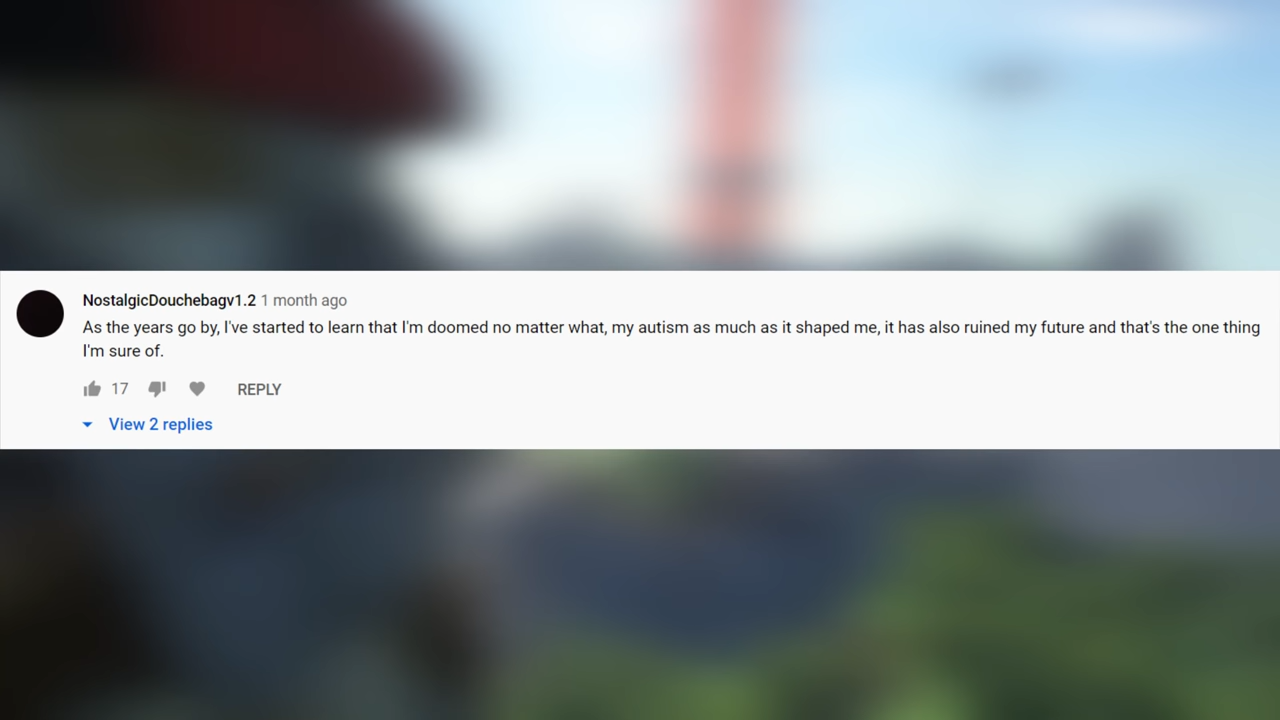 NostalgicDouchebagv1.2 1 month ago
As the years go by, I've started to learn that I'm doomed no matter what, my autism as much as it shaped me, it has also ruined my future and that's the one thing
I'm sure of.
17 REPLY
View 2 replies